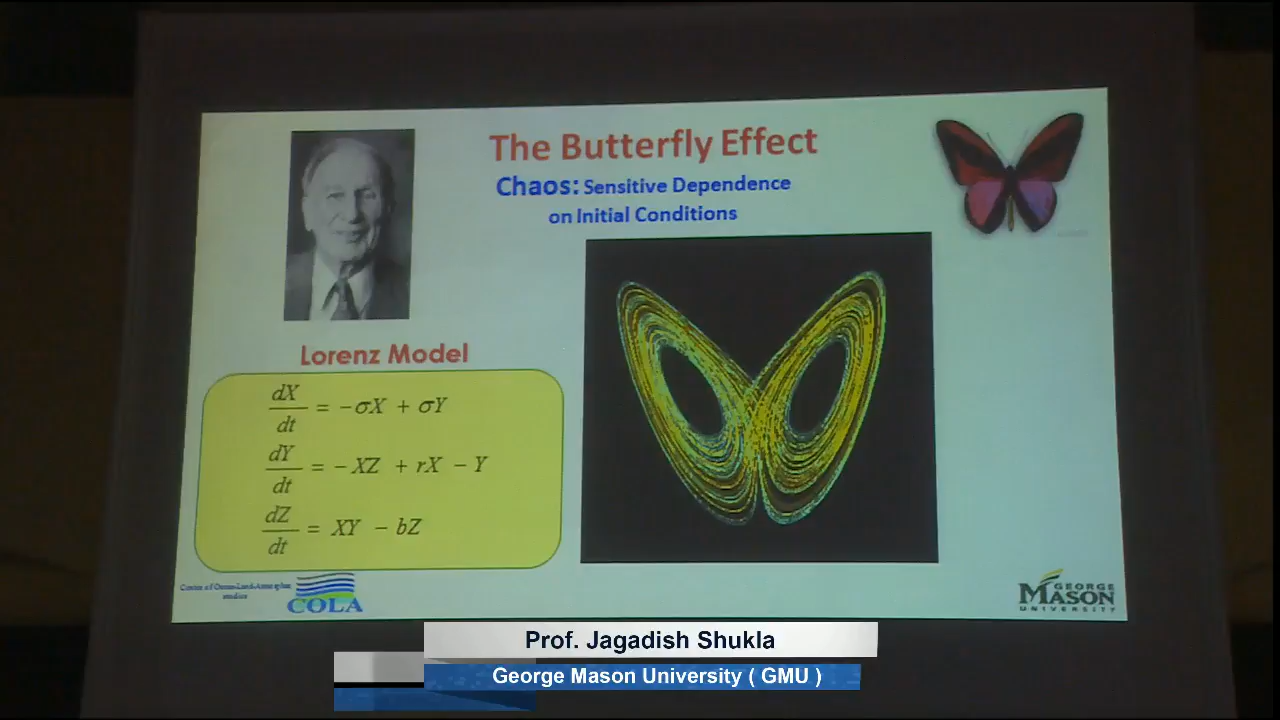 The Butterfly Effect
Chaos: Sensitive Dependence
on Initial Conditions
Lorenz Model
dX/dt = −σX + σY
dY/dt = −XZ + rX − Y
dZ/dt = XY − bZ
studies
COLA
GEORGE
MASON
UNIVERSITY
Prof. Jagadish Shukla
George Mason University ( GMU )